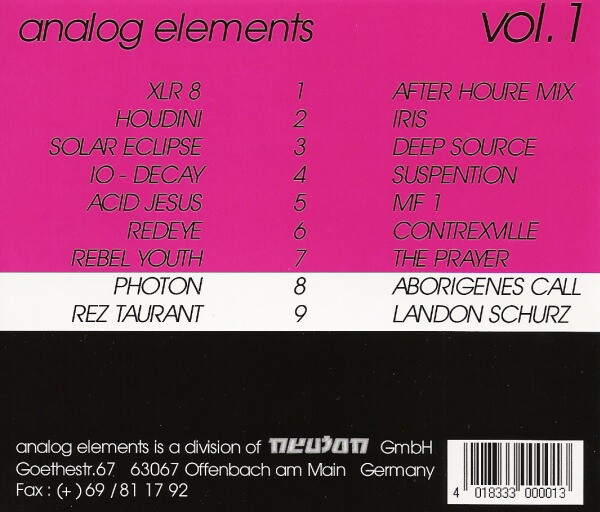 analog elements vol. 1
XLR 8 1 AFTER HOURE MIX
HOUDINI 2 IRIS
SOLAR ECLIPSE 3 DEEP SOURCE
IO - DECAY 4 SUSPENTION
ACID JESUS 5 MF 1
REDEYE 6 CONTREXVILLE
REBEL YOUTH 7 THE PRAYER
PHOTON 8 ABORIGENES CALL
REZ TAURANT 9 LANDON SCHURZ
analog elements is a division of neuton GmbH
Goethestr.67 63067 Offenbach am Main Germany
Fax : (+) 69 / 81 17 92
4 018333 000013